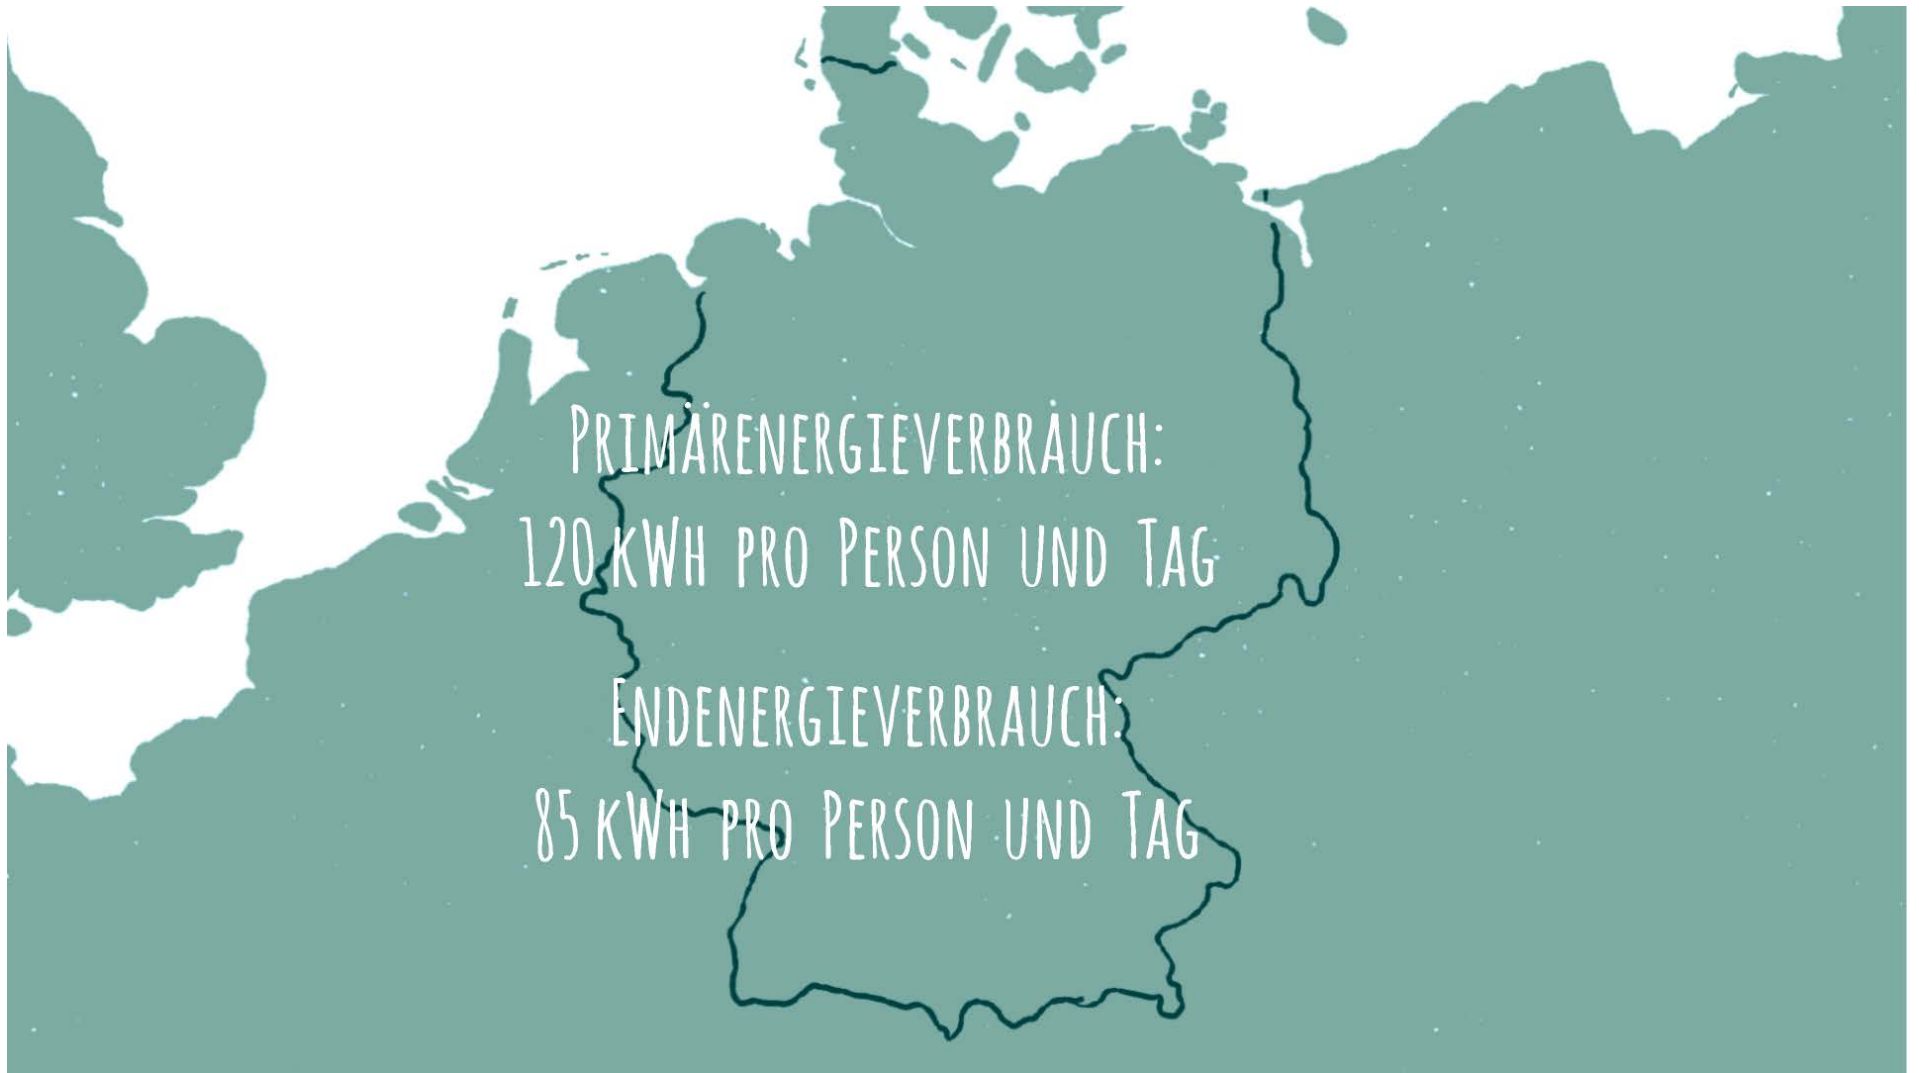 Primärenergieverbrauch:
120 kWh pro Person und Tag
Endenergieverbrauch:
85 kWh pro Person und Tag